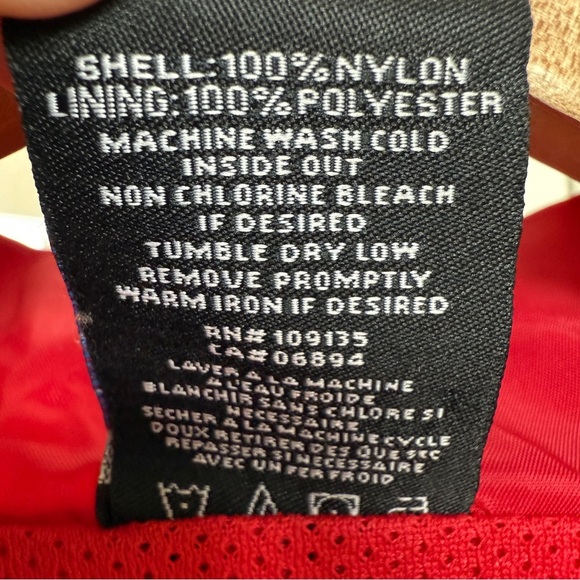 SHELL:100%NYLON
LINING:100%POLYESTER
MACHINE WASH COLD
INSIDE OUT
NON CHLORINE BLEACH
IF DESIRED
TUMBLE DRY LOW
REMOVE PROMPTLY
WARM IRON IF DESIRED
RN# 109135
CA# 06894
LAVER A LA MACHINE
A LEAU FROIDE
BLANCHIR SANS CHLORE SI
NECESSAIRE
SECHER A LA MACHINE CYCLE
DOUX RETIRER DES QUE SEC
REPASSER SI NECESSAIRE
AVEC UN FER FROID